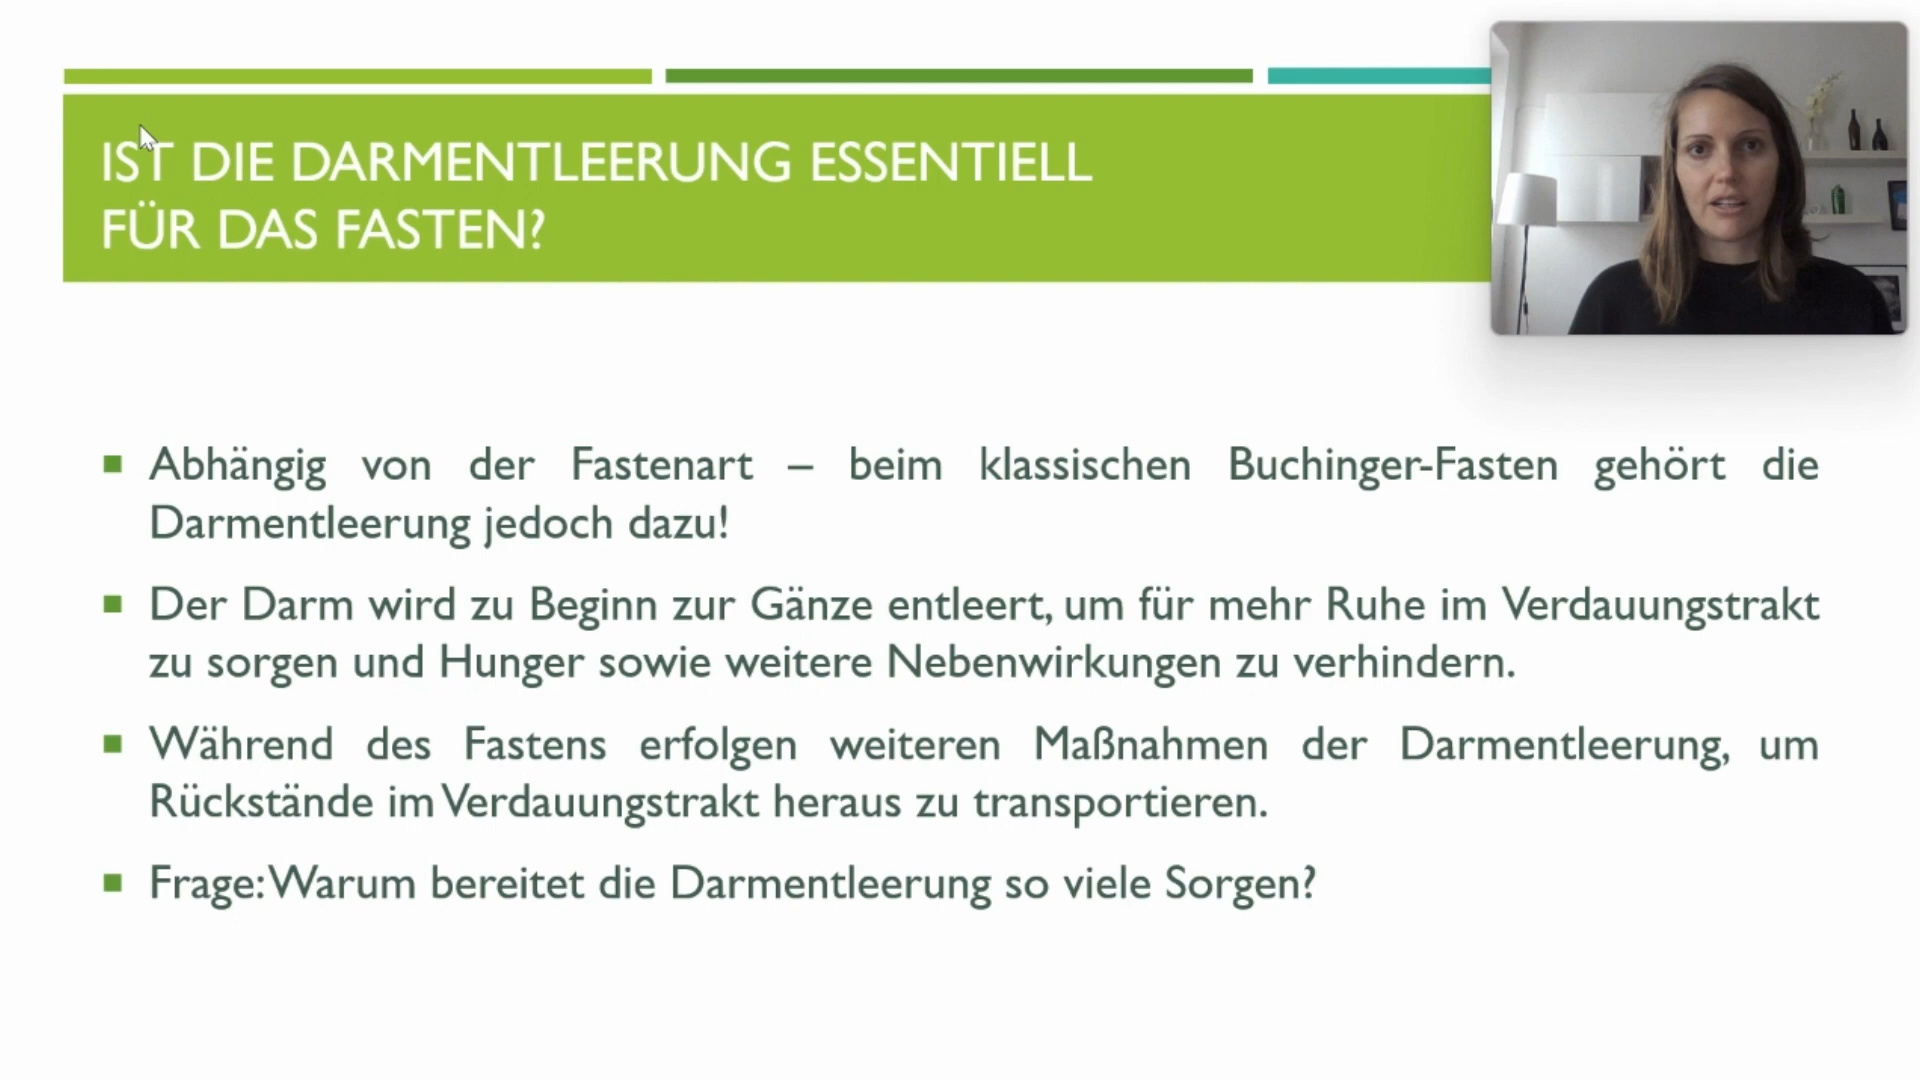 IST DIE DARMENTLEERUNG ESSENTIELL
FÜR DAS FASTEN?
Abhängig von der Fastenart – beim klassischen Buchinger-Fasten gehört die
Darmentleerung jedoch dazu!
Der Darm wird zu Beginn zur Gänze entleert, um für mehr Ruhe im Verdauungstrakt
zu sorgen und Hunger sowie weitere Nebenwirkungen zu verhindern.
Während des Fastens erfolgen weiteren Maßnahmen der Darmentleerung, um
Rückstände im Verdauungstrakt heraus zu transportieren.
Frage: Warum bereitet die Darmentleerung so viele Sorgen?